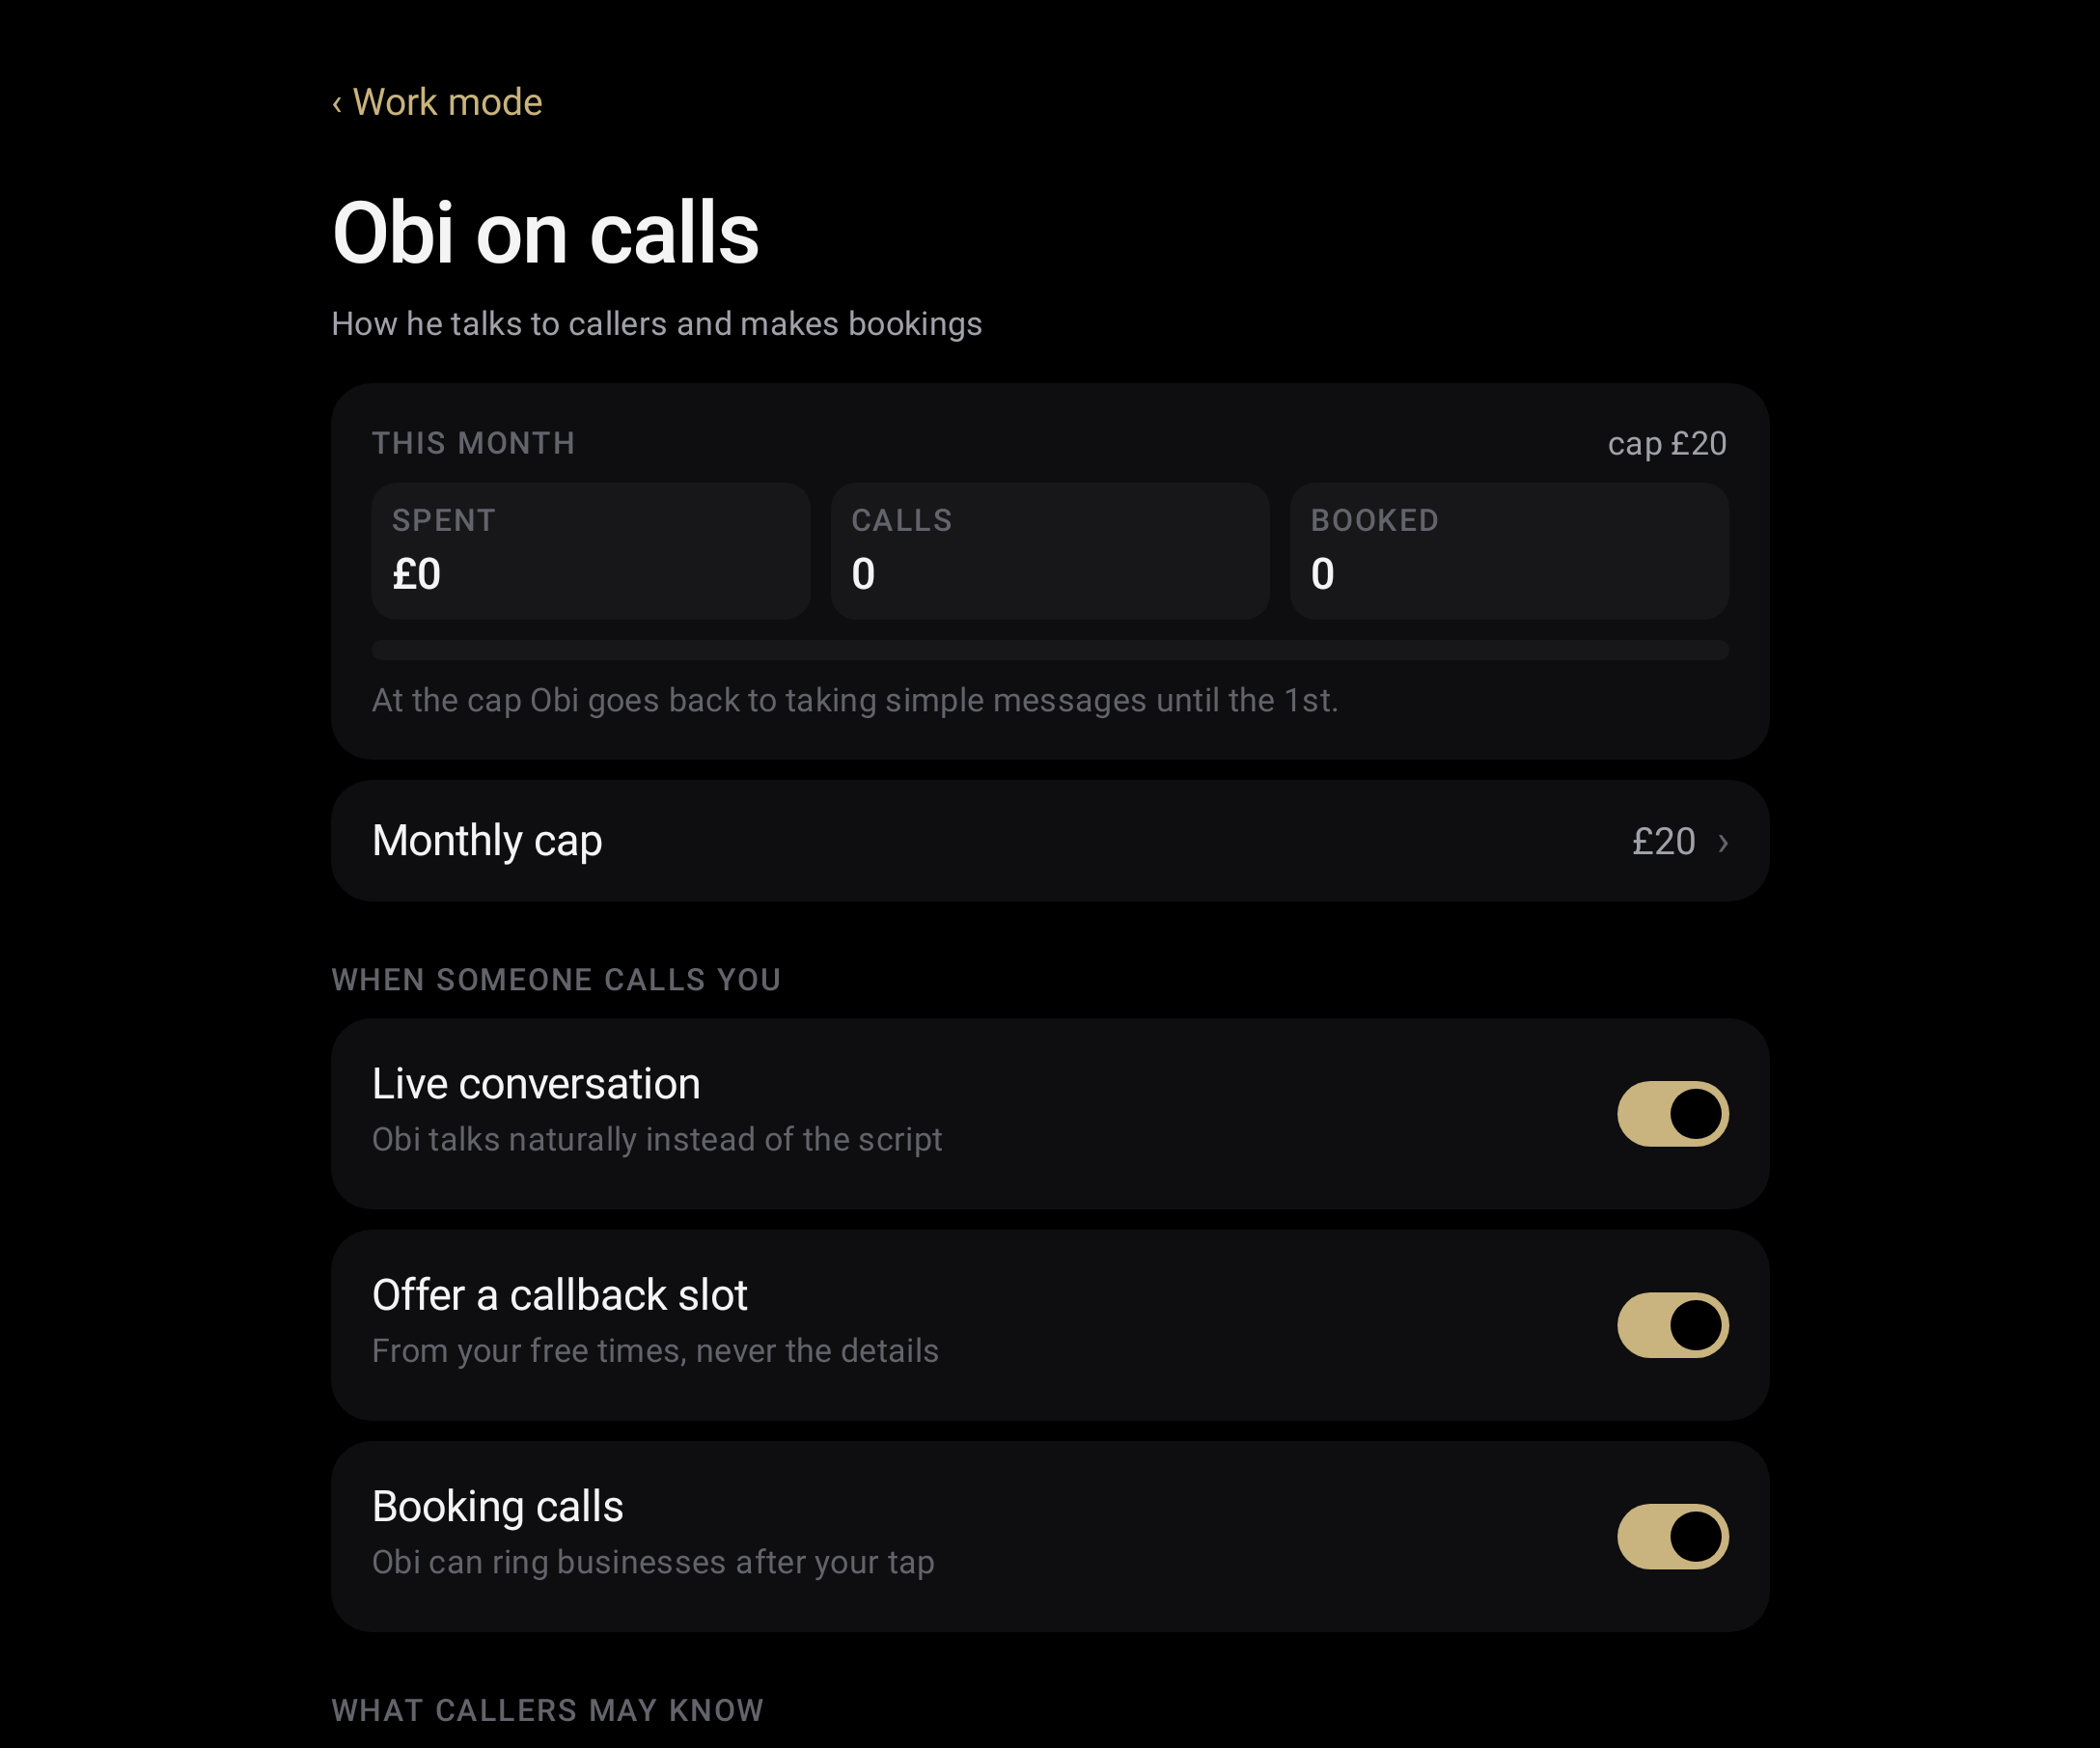 ‹ Work mode
Obi on calls
How he talks to callers and makes bookings
THIS MONTH cap £20
SPENT CALLS BOOKED
£0 0 0
At the cap Obi goes back to taking simple messages until the 1st.
Monthly cap £20 ›
WHEN SOMEONE CALLS YOU
Live conversation
Obi talks naturally instead of the script
Offer a callback slot
From your free times, never the details
Booking calls
Obi can ring businesses after your tap
WHAT CALLERS MAY KNOW